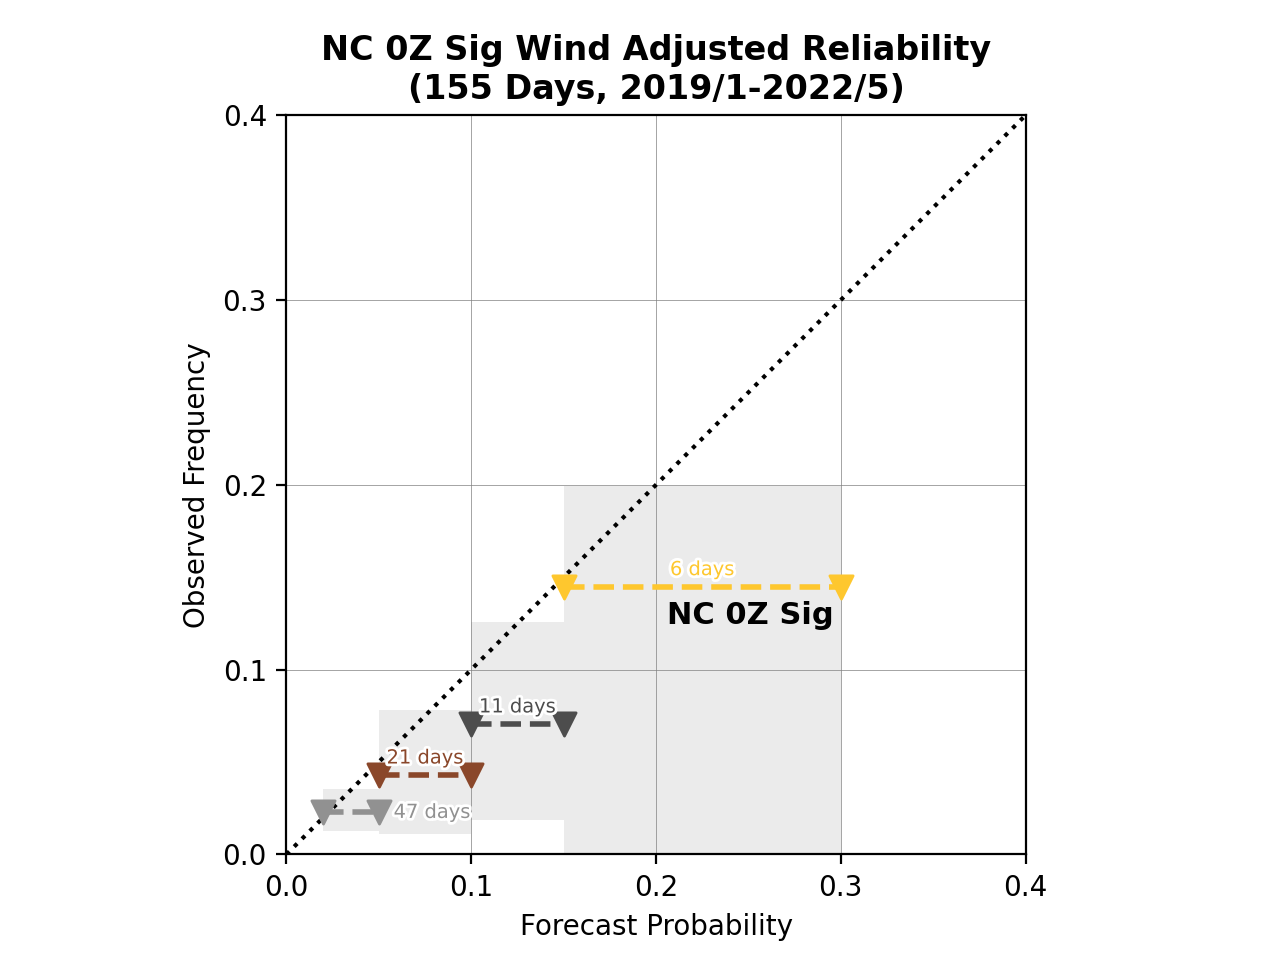 NC 0Z Sig Wind Adjusted Reliability
(155 Days, 2019/1-2022/5)
0.4
0.3
0.2
0.1
0.0
Observed Frequency
6 days
NC 0Z Sig
11 days
21 days
47 days
0.0 0.1 0.2 0.3 0.4
Forecast Probability